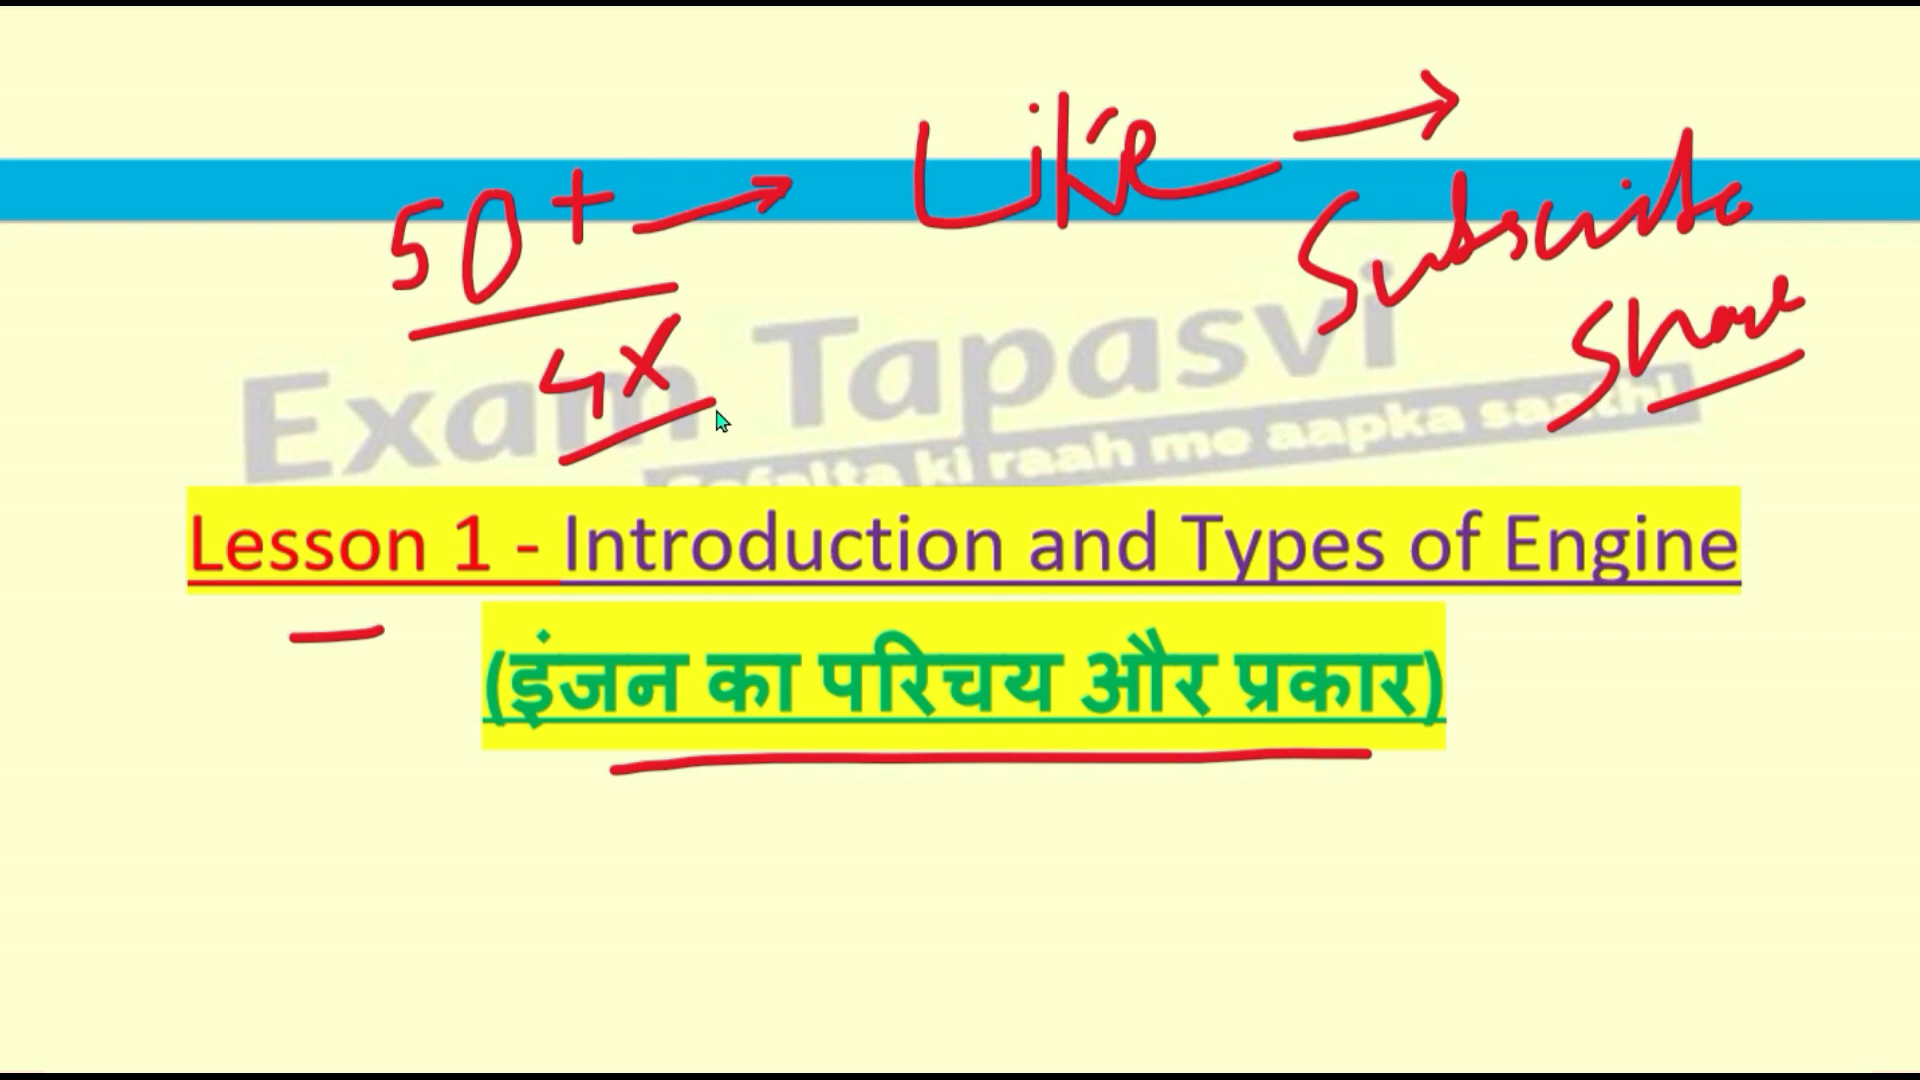 50+ → Like →
Subscribe
Share
4x
Exam Tapasvi
Safalta ki raah me aapka saathi
Lesson 1 - Introduction and Types of Engine
(इंजन का परिचय और प्रकार)